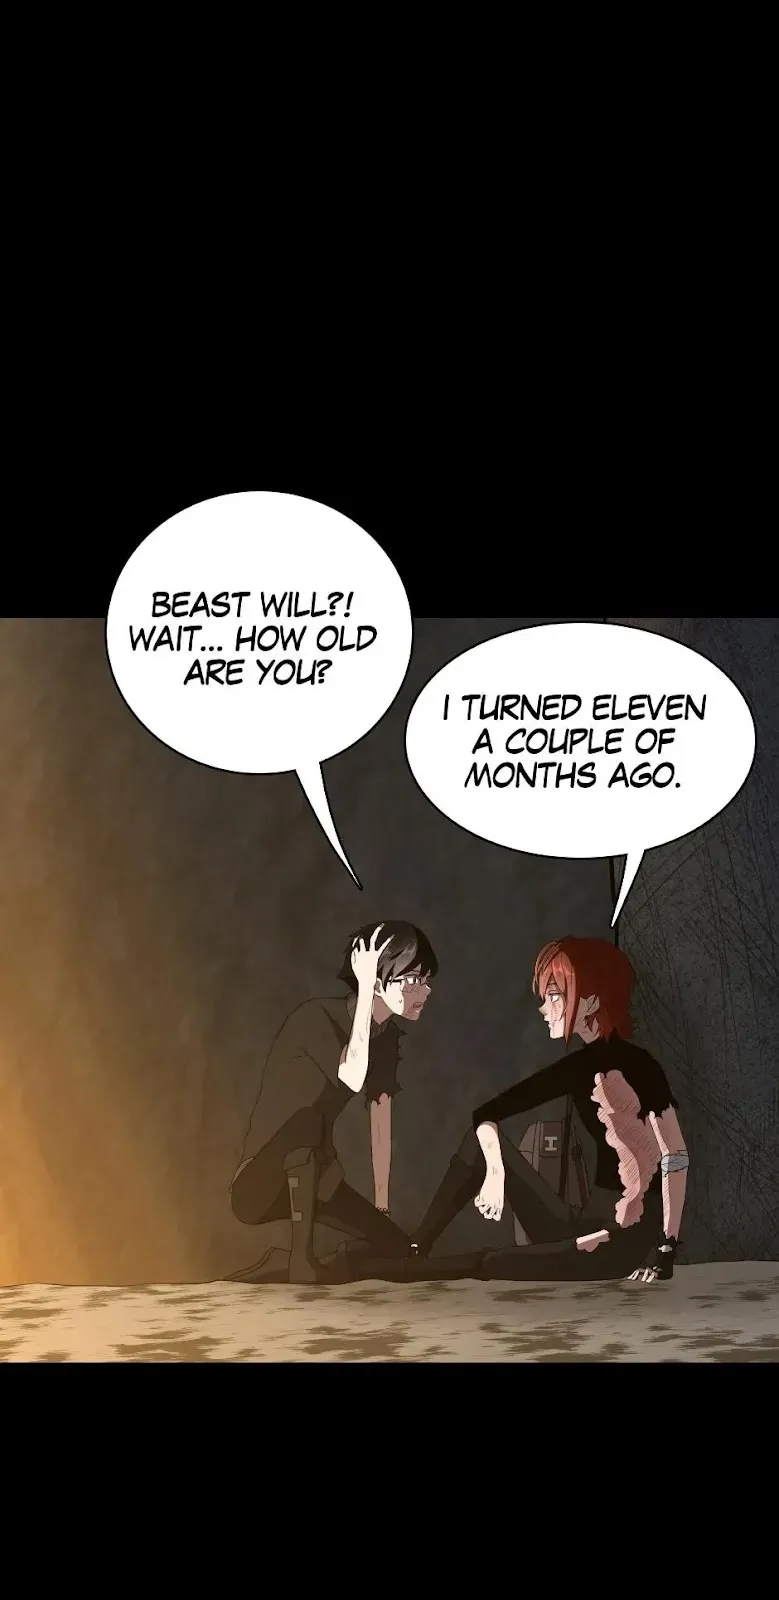 BEAST WILL?!
WAIT... HOW OLD
ARE YOU?
I TURNED ELEVEN
A COUPLE OF
MONTHS AGO.